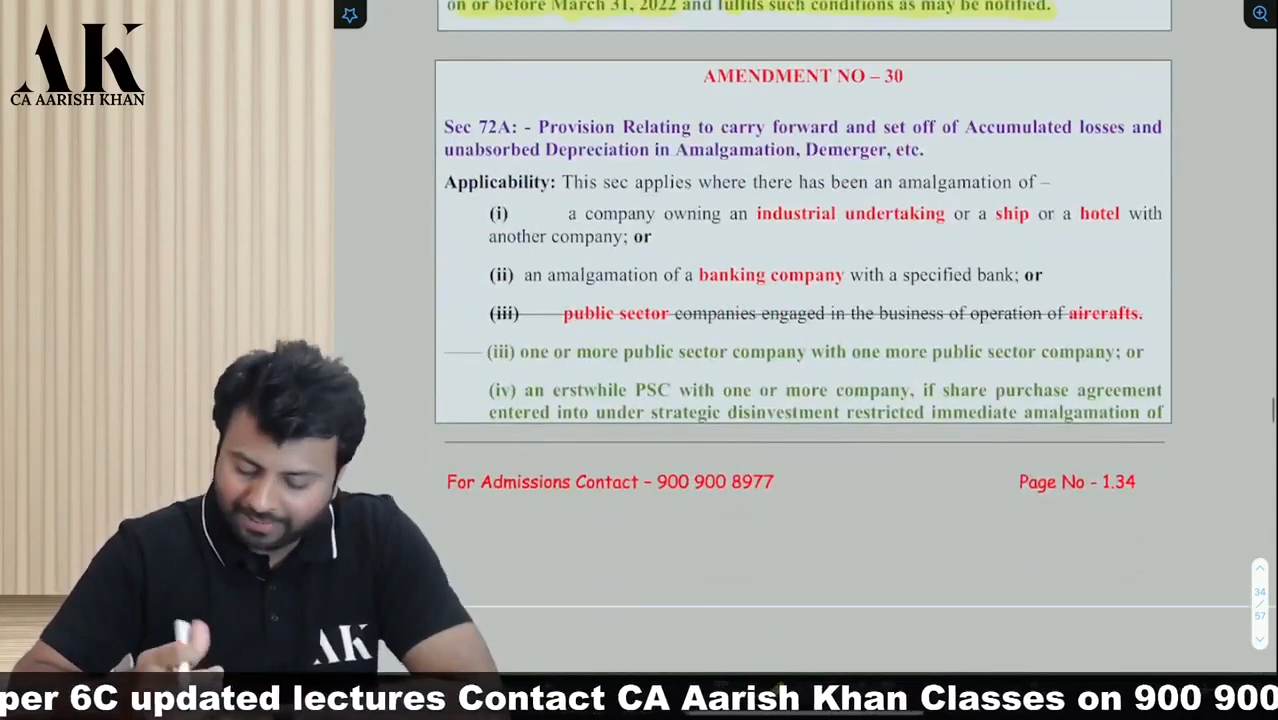 on or before March 31, 2022 and fulfils such conditions as may be notified.
AK
CA AARISH KHAN
AMENDMENT NO – 30
Sec 72A: - Provision Relating to carry forward and set off of Accumulated losses and
unabsorbed Depreciation in Amalgamation, Demerger, etc.
Applicability: This sec applies where there has been an amalgamation of –
(i) a company owning an industrial undertaking or a ship or a hotel with
another company; or
(ii) an amalgamation of a banking company with a specified bank; or
(iii) public sector companies engaged in the business of operation of aircrafts.
(iii) one or more public sector company with one more public sector company; or
(iv) an erstwhile PSC with one or more company, if share purchase agreement
entered into under strategic disinvestment restricted immediate amalgamation of
For Admissions Contact – 900 900 8977
Page No - 1.34
34
/
57
AK
per 6C updated lectures Contact CA Aarish Khan Classes on 900 900